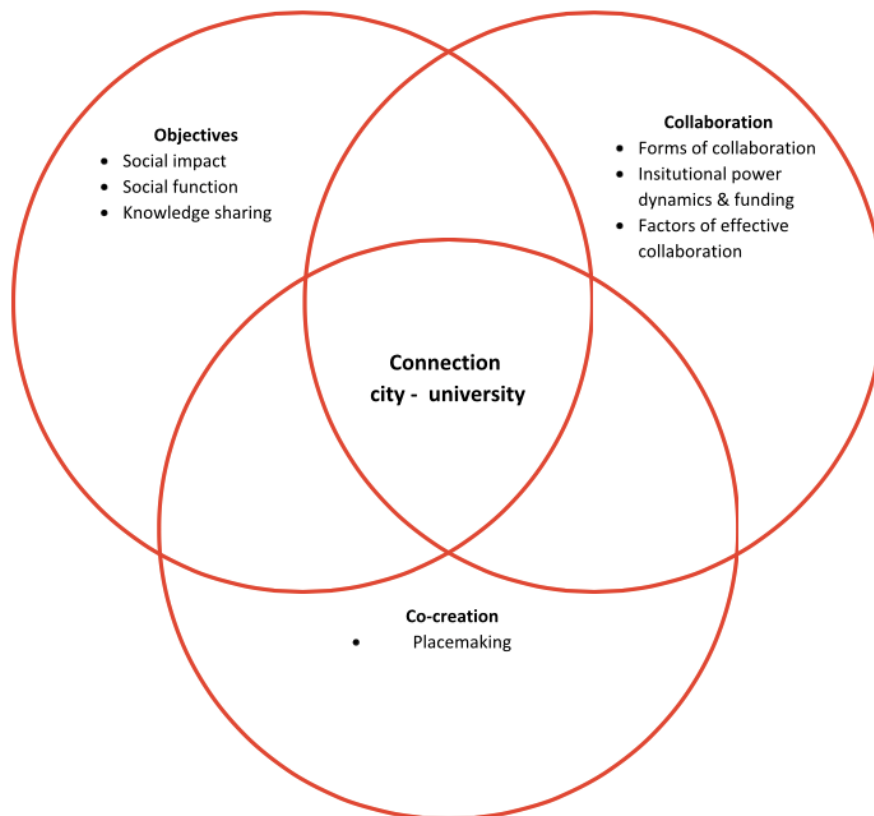 Objectives
• Social impact
• Social function
• Knowledge sharing
Collaboration
• Forms of collaboration
• Insitutional power
dynamics & funding
• Factors of effective
collaboration
Connection
city - university
Co-creation
• Placemaking